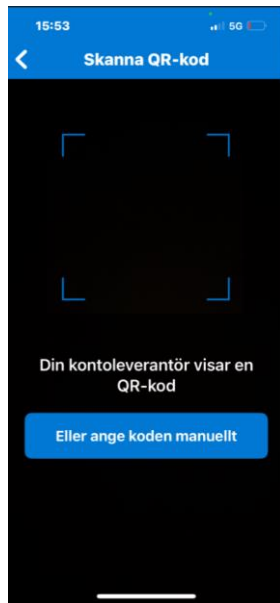 15:53
5G
Skanna QR-kod
Din kontoleverantör visar en
QR-kod
Eller ange koden manuellt